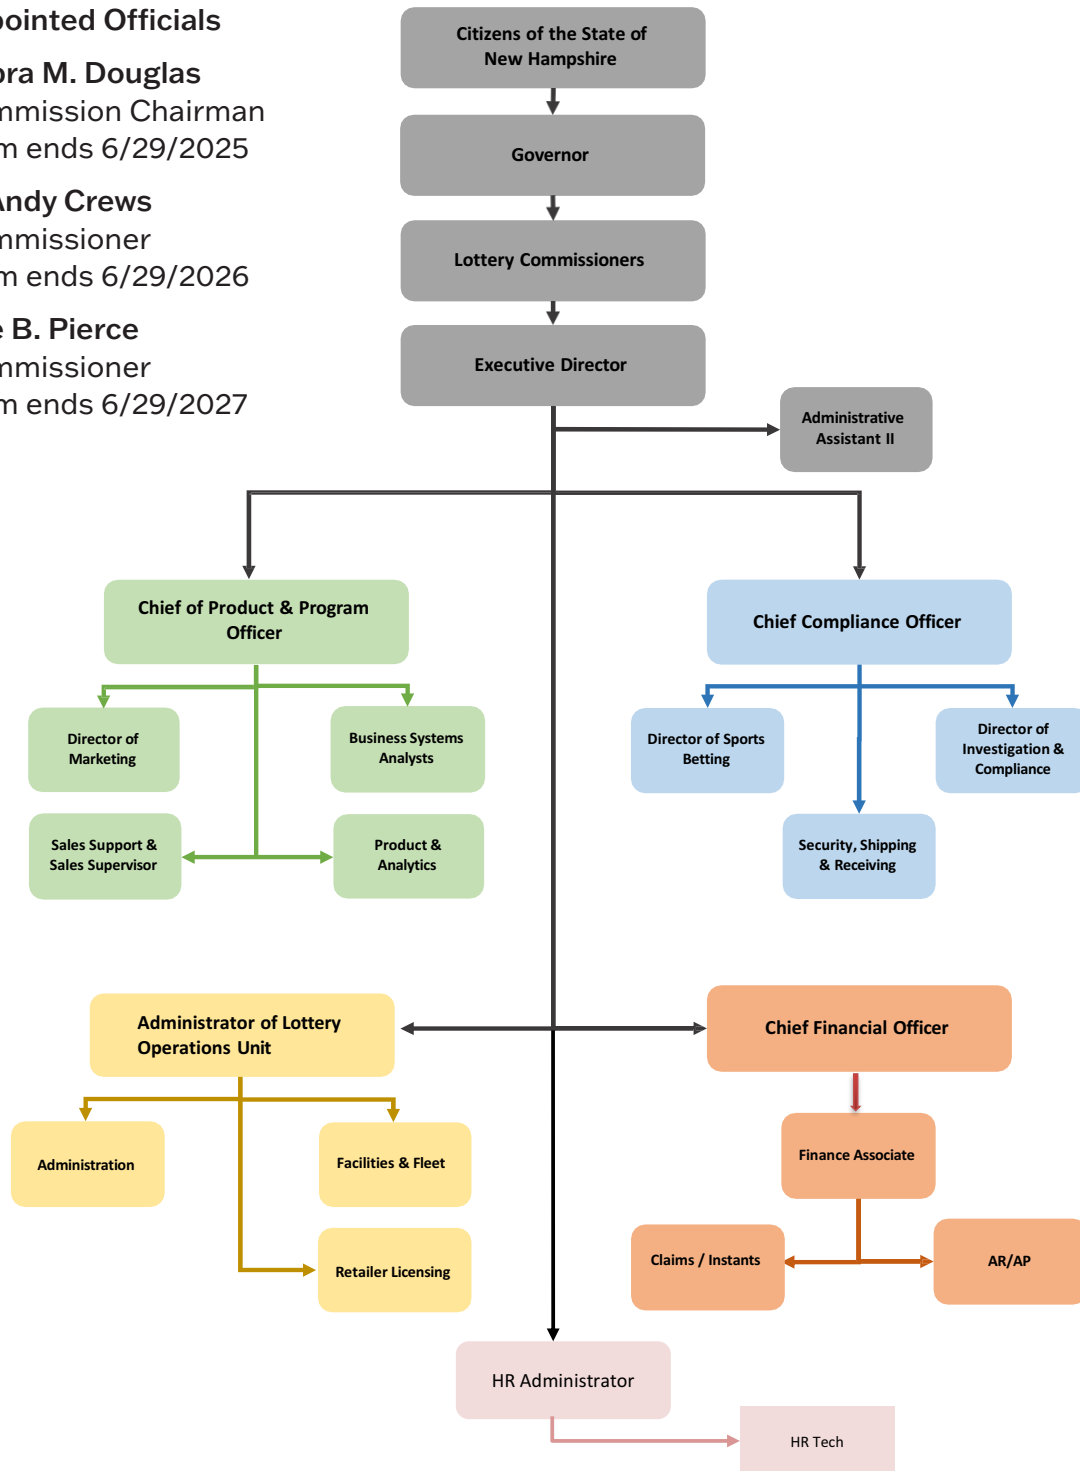 pointed Officials
bra M. Douglas
mmission Chairman
m ends 6/29/2025
Andy Crews
mmissioner
m ends 6/29/2026
e B. Pierce
mmissioner
m ends 6/29/2027
Citizens of the State of
New Hampshire
Governor
Lottery Commissioners
Executive Director
Administrative
Assistant II
Chief of Product & Program
Officer
Chief Compliance Officer
Director of
Marketing
Business Systems
Analysts
Director of Sports
Betting
Director of
Investigation &
Compliance
Sales Support &
Sales Supervisor
Product &
Analytics
Security, Shipping
& Receiving
Administrator of Lottery
Operations Unit
Chief Financial Officer
Administration
Facilities & Fleet
Finance Associate
Retailer Licensing
Claims / Instants
AR/AP
HR Administrator
HR Tech